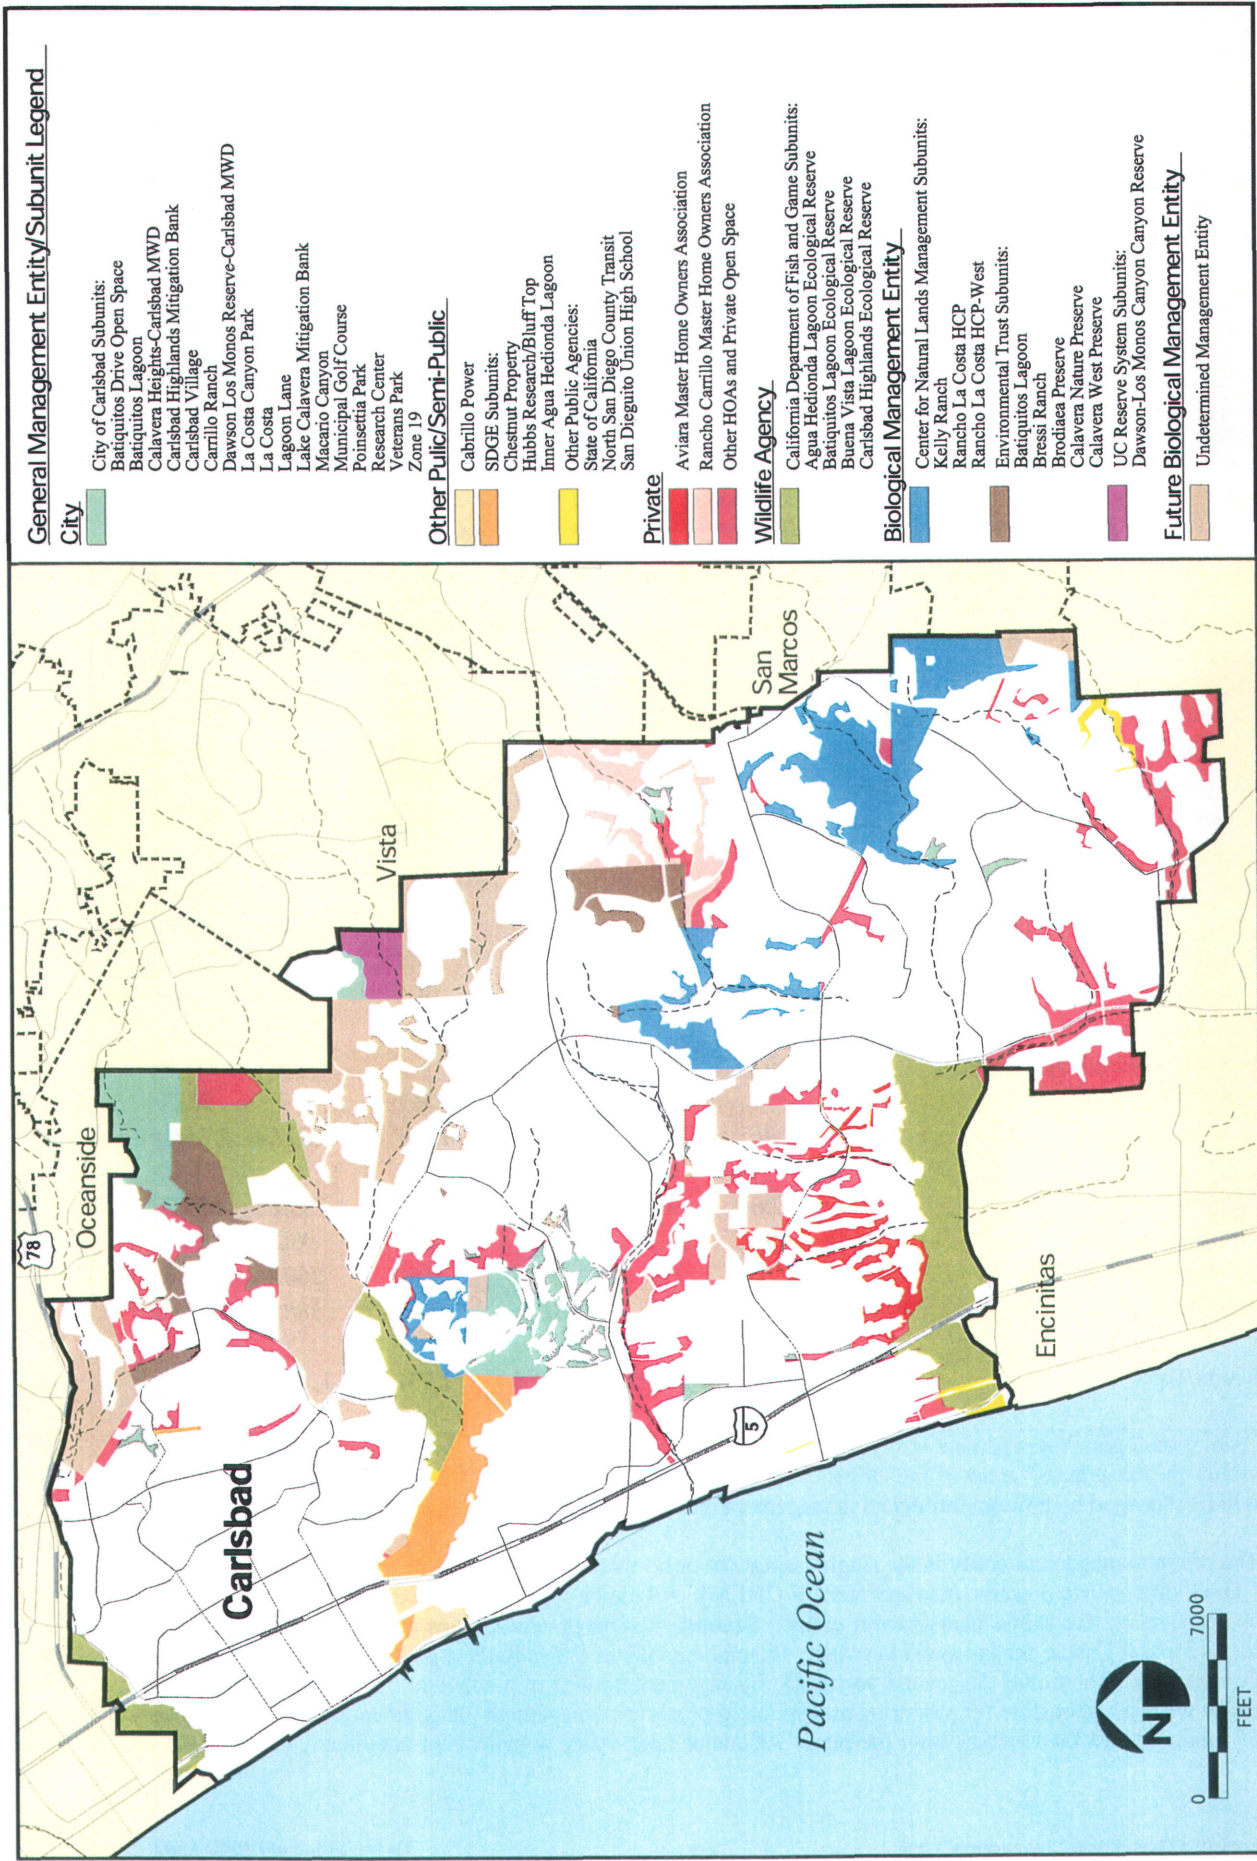 General Management Entity/Subunit Legend
City
City of Carlsbad Subunits:
Batiquitos Drive Open Space
Batiquitos Lagoon
Calavera Heights-Carlsbad MWD
Carlsbad Highlands Mitigation Bank
Carlsbad Village
Carrillo Ranch
Dawson Los Monos Reserve-Carlsbad MWD
La Costa Canyon Park
La Costa
Lagoon Lane
Lake Calavera Mitigation Bank
Macario Canyon
Municipal Golf Course
Poinsettia Park
Research Center
Veterans Park
Zone 19
Other Pulic/Semi-Public
Cabrillo Power
SDGE Subunits:
Chestnut Property
Hubbs Research/Bluff Top
Inner Agua Hedionda Lagoon
Other Public Agencies:
State of California
North San Diego County Transit
San Dieguito Union High School
Private
Aviara Master Home Owners Association
Rancho Carrillo Master Home Owners Association
Other HOAs and Private Open Space
Wildlife Agency
California Department of Fish and Game Subunits:
Agua Hedionda Lagoon Ecological Reserve
Batiquitos Lagoon Ecological Reserve
Buena Vista Lagoon Ecological Reserve
Carlsbad Highlands Ecological Reserve
Biological Management Entity
Center for Natural Lands Management Subunits:
Kelly Ranch
Rancho La Costa HCP
Rancho La Costa HCP-West
Environmental Trust Subunits:
Batiquitos Lagoon
Bressi Ranch
Brodiaea Preserve
Calavera Nature Preserve
Calavera West Preserve
UC Reserve System Subunits:
Dawson-Los Monos Canyon Canyon Reserve
Future Biological Management Entity
Undetermined Management Entity
78
Oceanside
Vista
San
Marcos
Carlsbad
5
Encinitas
Pacific Ocean
N
0
7000
FEET